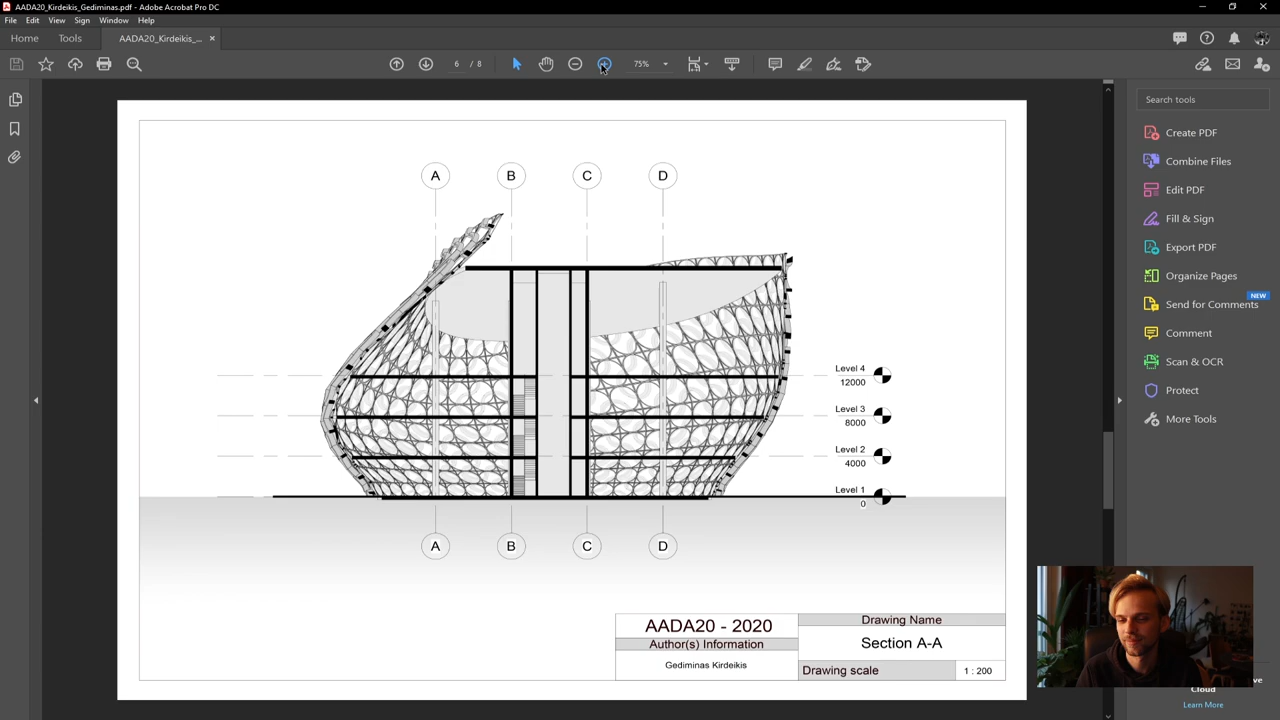 AADA20_Kirdeikis_Gediminas.pdf - Adobe Acrobat Pro DC
File Edit View Sign Window Help
Home Tools AADA20_Kirdeikis_... ×
6 / 8 75%
Search tools
Create PDF
Combine Files
Edit PDF
Fill & Sign
Export PDF
Organize Pages
NEW
Send for Comments
Comment
Scan & OCR
Protect
More Tools
Cloud
Learn More
A B C D
Level 4
12000
Level 3
8000
Level 2
4000
Level 1
0
A B C D
AADA20 - 2020
Author(s) Information
Gediminas Kirdeikis
Drawing Name
Section A-A
Drawing scale
1 : 200